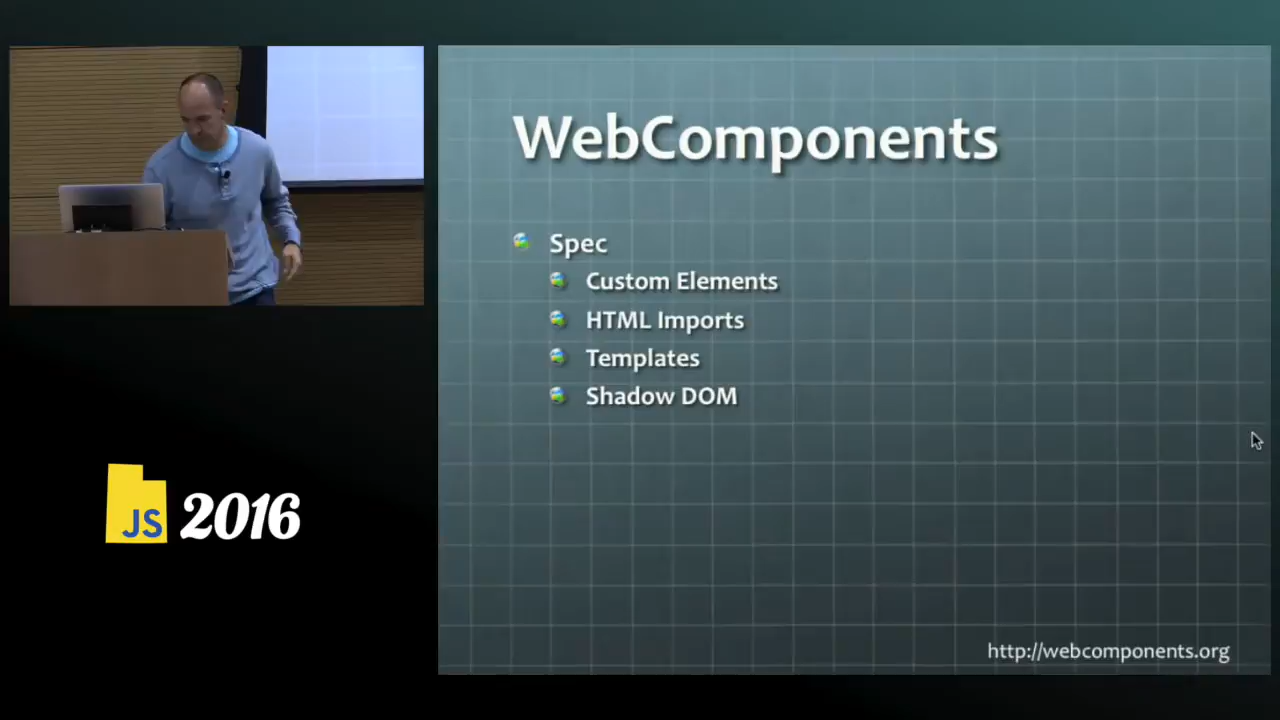 WebComponents
Spec
Custom Elements
HTML Imports
Templates
Shadow DOM
JS 2016
http://webcomponents.org